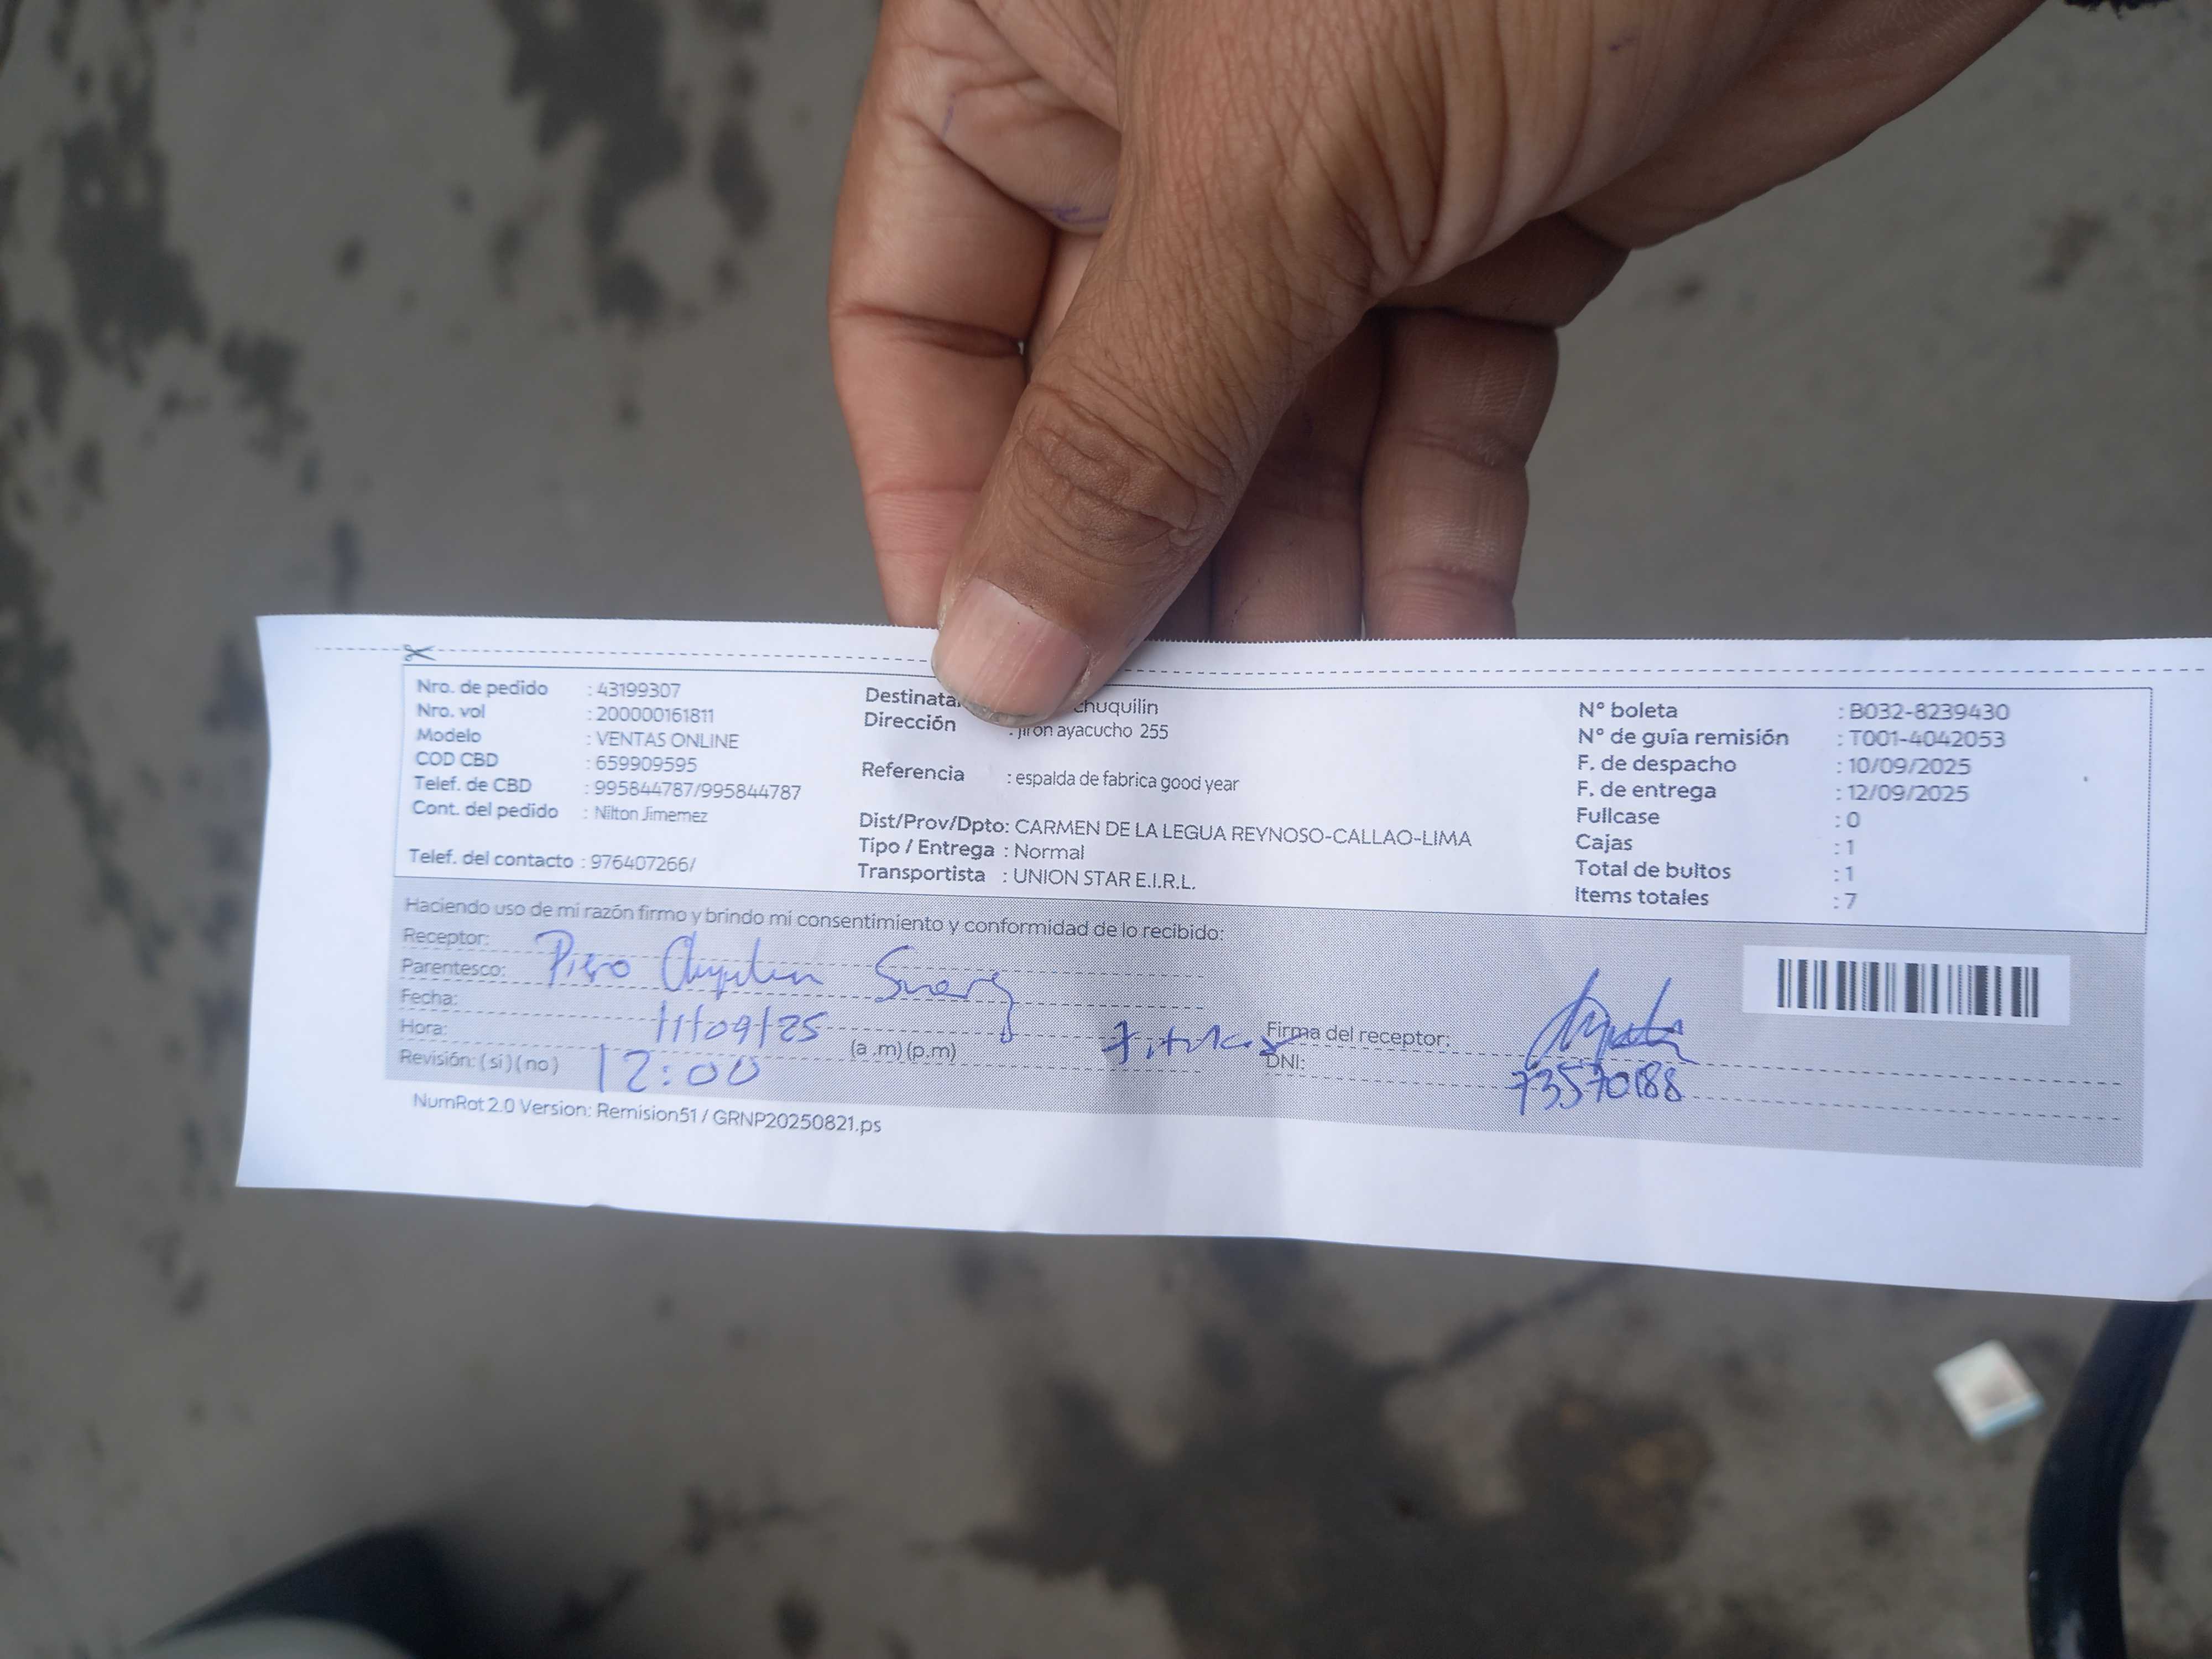 Nro. de pedido : 43199307
Nro. vol : 200000161811
Modelo : VENTAS ONLINE
COD CBD : 659909595
Telef. de CBD : 995844787/995844787
Cont. del pedido : Nilton Jimemez
Telef. del contacto : 976407266/
chuquilin
Dirección : jiron ayacucho 255
Referencia : espalda de fabrica good year
Dist/Prov/Dpto: CARMEN DE LA LEGUA REYNOSO-CALLAO-LIMA
Tipo / Entrega : Normal
Transportista : UNION STAR E.I.R.L.
N° boleta : B032-8239430
N° de guía remisión : T001-4042053
F. de despacho : 10/09/2025
F. de entrega : 12/09/2025
Fullcase : 0
Cajas : 1
Total de bultos : 1
Items totales : 7
Haciendo uso de mi razón firmo y brindo mi consentimiento y conformidad de lo recibido:
Receptor: Piero
Parentesco:
Fecha: 11/09/25
Hora: 12:00 (a.m)(p.m)
Revisión: (si)(no)
Titular
Firma del receptor:
DNI: 73570188
NumRot 2.0 Version: Remision51 / GRNP20250821.ps